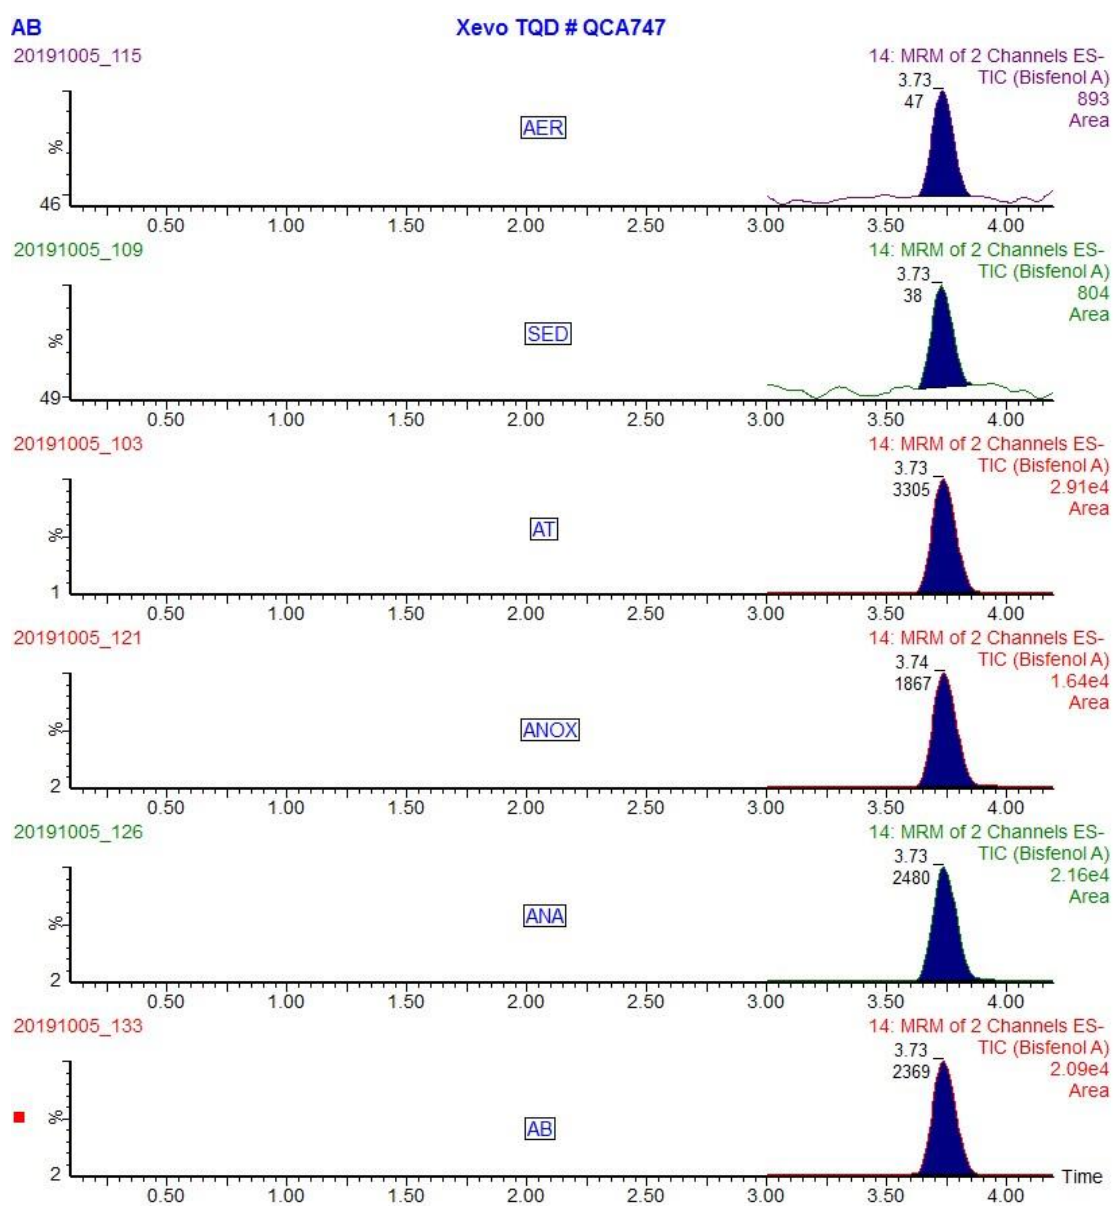 AB Xevo TQD # QCA747
20191005_115 14: MRM of 2 Channels ES-
TIC (Bisfenol A)
893
Area
3.73
47
AER
%
46
0.50 1.00 1.50 2.00 2.50 3.00 3.50 4.00
20191005_109 14: MRM of 2 Channels ES-
TIC (Bisfenol A)
804
Area
3.73
38
SED
%
49
0.50 1.00 1.50 2.00 2.50 3.00 3.50 4.00
20191005_103 14: MRM of 2 Channels ES-
TIC (Bisfenol A)
2.91e4
Area
3.73
3305
AT
%
1
0.50 1.00 1.50 2.00 2.50 3.00 3.50 4.00
20191005_121 14: MRM of 2 Channels ES-
TIC (Bisfenol A)
1.64e4
Area
3.74
1867
ANOX
%
2
0.50 1.00 1.50 2.00 2.50 3.00 3.50 4.00
20191005_126 14: MRM of 2 Channels ES-
TIC (Bisfenol A)
2.16e4
Area
3.73
2480
ANA
%
2
0.50 1.00 1.50 2.00 2.50 3.00 3.50 4.00
20191005_133 14: MRM of 2 Channels ES-
TIC (Bisfenol A)
2.09e4
Area
3.73
2369
AB
%
2
Time
0.50 1.00 1.50 2.00 2.50 3.00 3.50 4.00